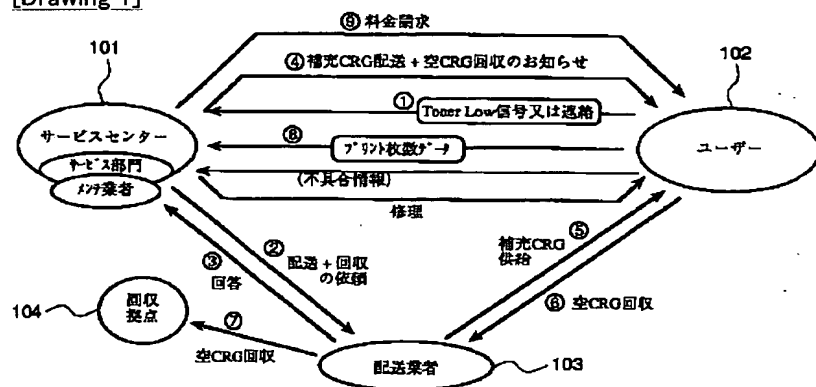 [Drawing 1]
⑨ 料金請求
101
④補充CRG配送 + 空CRG回収のお知らせ
102
① Toner Low信号又は連絡
サービスセンター
⑧ プリント枚数データ
ユーザー
サービス部門
メンテ業者
(不具合情報)
修理
② 配送 + 回収
の依頼
③
回答
⑤
補充CRG
供給
⑥ 空CRG回収
104
回収
拠点
⑦
空CRG回収
配送業者
103